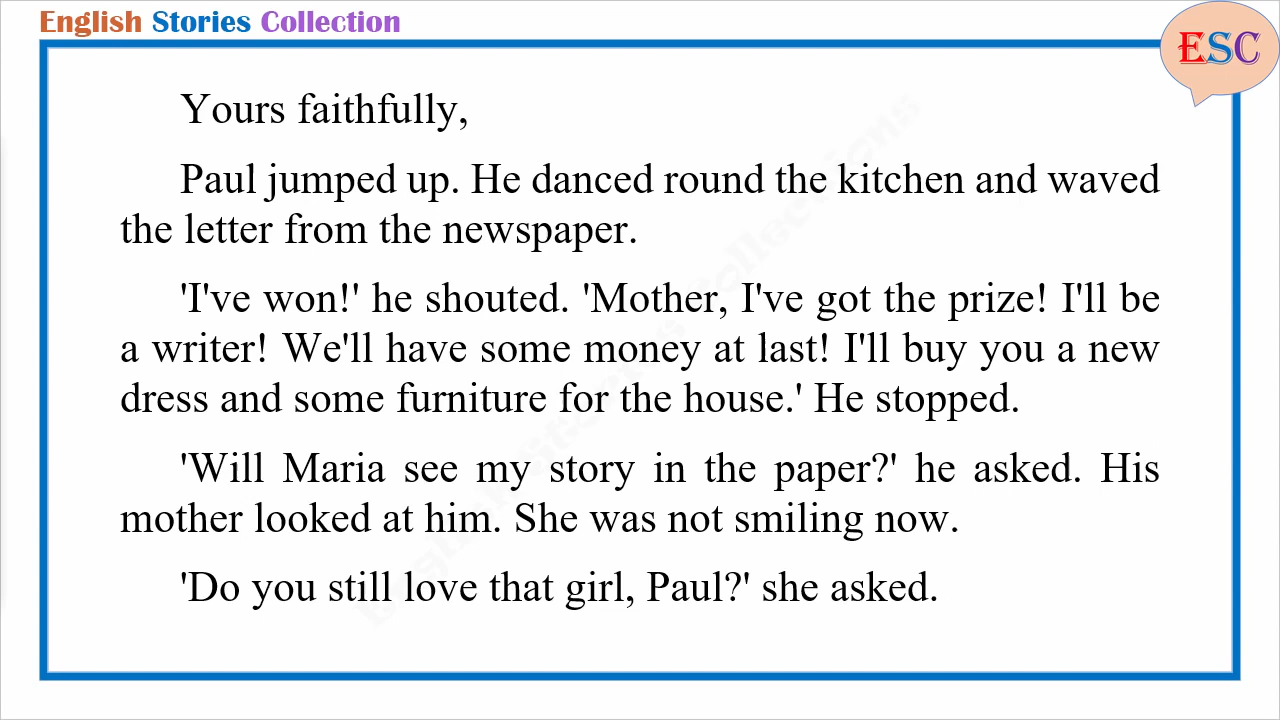 English Stories Collection
ESC
Yours faithfully,
Paul jumped up. He danced round the kitchen and waved
the letter from the newspaper.
'I've won!' he shouted. 'Mother, I've got the prize! I'll be
a writer! We'll have some money at last! I'll buy you a new
dress and some furniture for the house.' He stopped.
'Will Maria see my story in the paper?' he asked. His
mother looked at him. She was not smiling now.
'Do you still love that girl, Paul?' she asked.